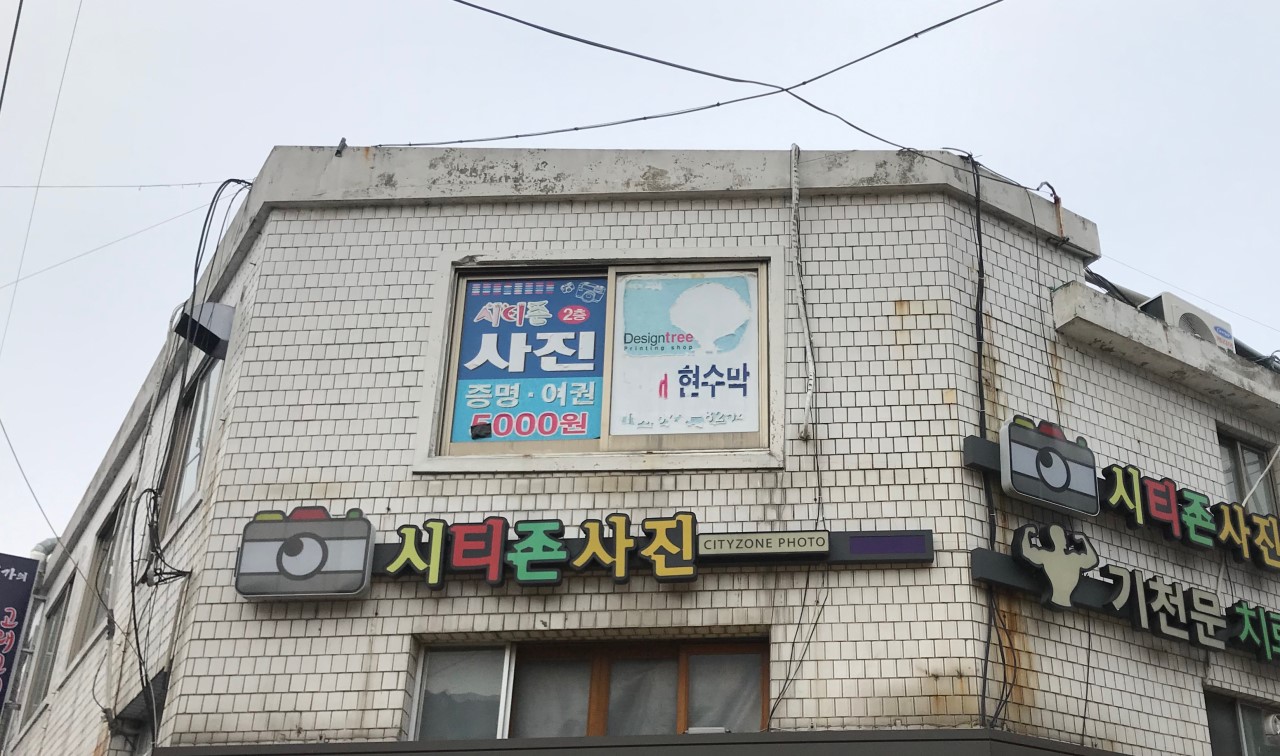 시티존 2층
사진
증명·여권
5000원
Designtree
Printing shop
현수막
시티존사진 CITYZONE PHOTO
시티존사진
기천문